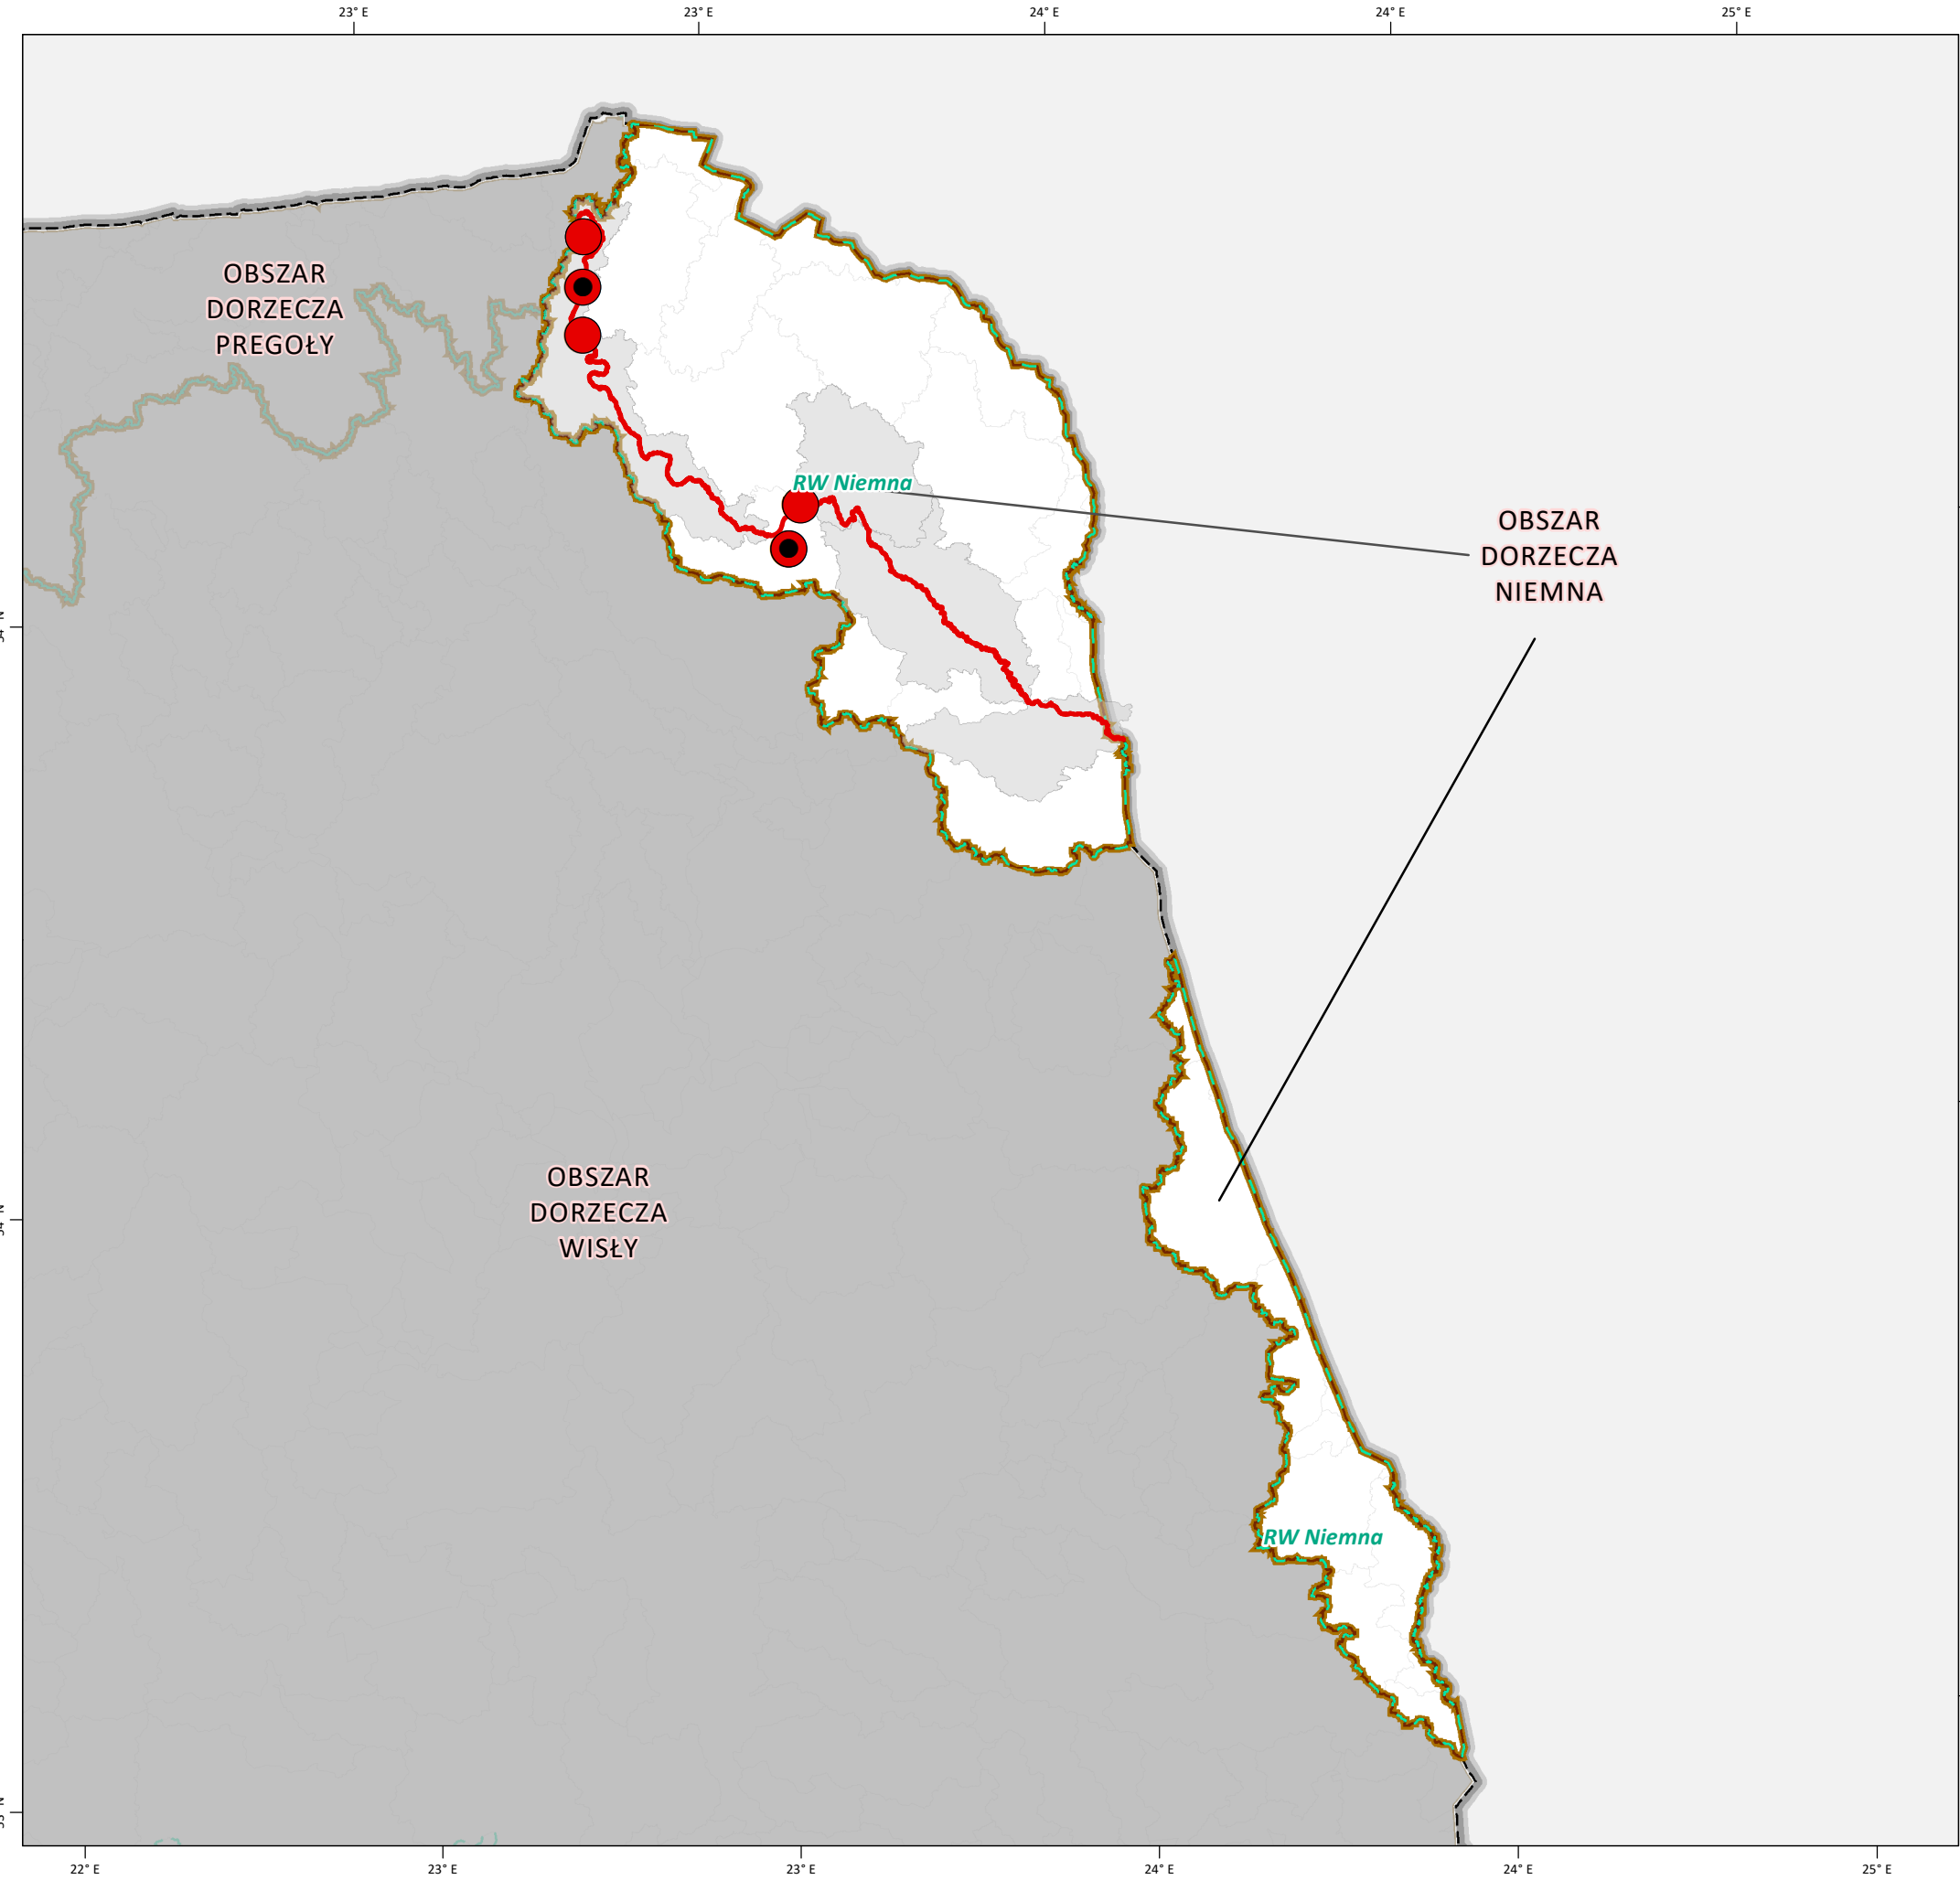 23° E
23° E
24° E
24° E
25° E
OBSZAR
DORZECZA
PREGOŁY
RW Niemna
OBSZAR
DORZECZA
NIEMNA
OBSZAR
DORZECZA
WISŁY
RW Niemna
22° E
23° E
23° E
24° E
24° E
25° E